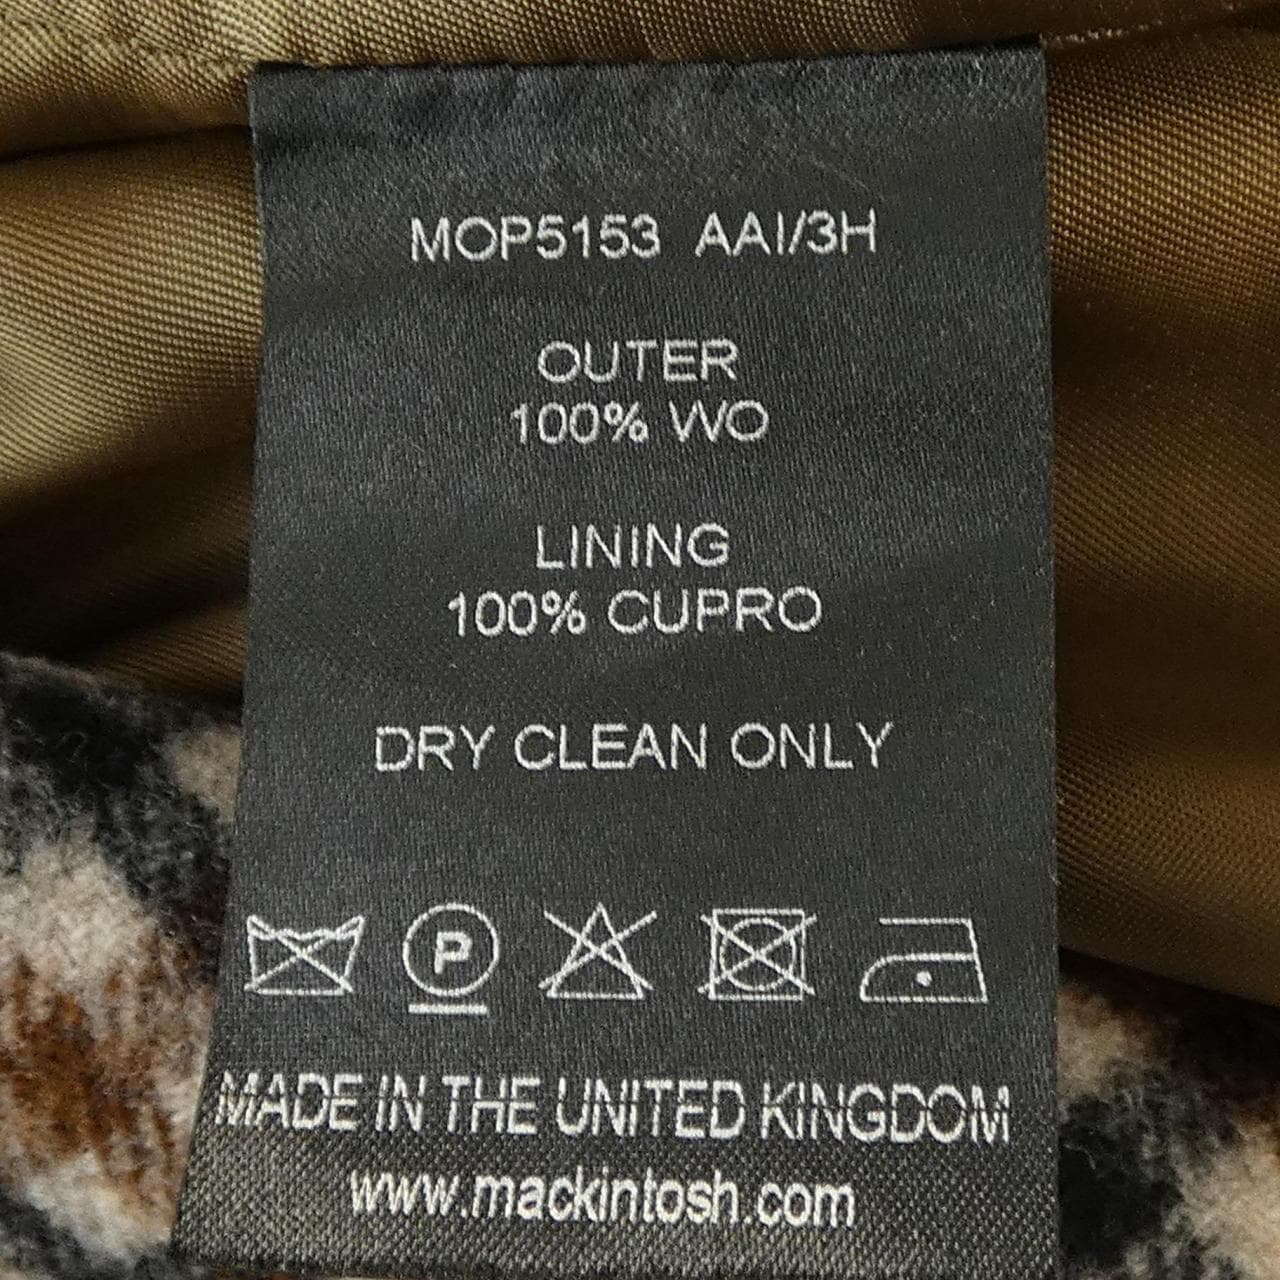 MOP5153 AAI/3H
OUTER
100% WO
LINING
100% CUPRO
DRY CLEAN ONLY
P
MADE IN THE UNITED KINGDOM
www.mackintosh.com